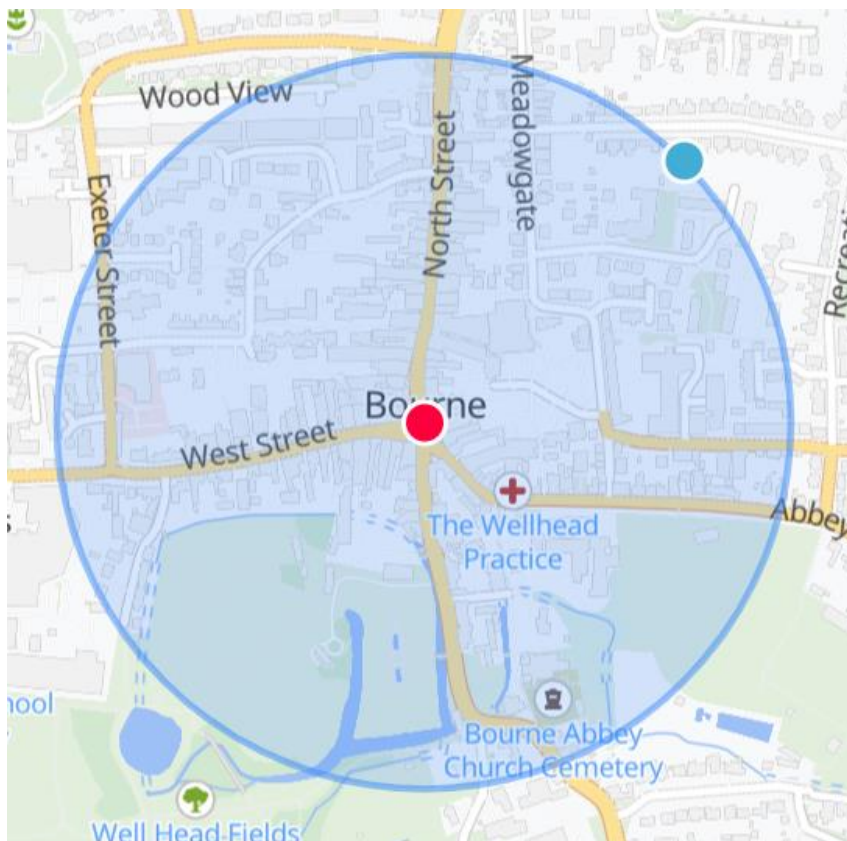 Wood View
Meadowgate
North Street
Exeter Street
Bourne
West Street
The Wellhead
Practice
Abbey
Bourne Abbey
Church Cemetery
Well Head Fields